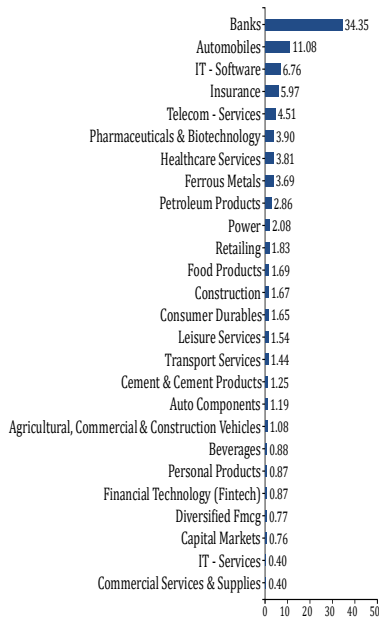 Banks 34.35
Automobiles 11.08
IT - Software 6.76
Insurance 5.97
Telecom - Services 4.51
Pharmaceuticals & Biotechnology 3.90
Healthcare Services 3.81
Ferrous Metals 3.69
Petroleum Products 2.86
Power 2.08
Retailing 1.83
Food Products 1.69
Construction 1.67
Consumer Durables 1.65
Leisure Services 1.54
Transport Services 1.44
Cement & Cement Products 1.25
Auto Components 1.19
Agricultural, Commercial & Construction Vehicles 1.08
Beverages 0.88
Personal Products 0.87
Financial Technology (Fintech) 0.87
Diversified Fmcg 0.77
Capital Markets 0.76
IT - Services 0.40
Commercial Services & Supplies 0.40
0 10 20 30 40 50